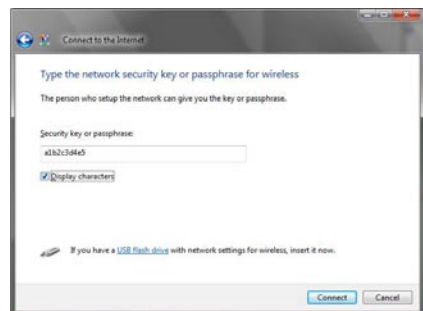 Connect to the Internet
Type the network security key or passphrase for wireless
The person who setup the network can give you the key or passphrase.
Security key or passphrase:
a1b2c3d4e5
Display characters
If you have a USB flash drive with network settings for wireless, insert it now.
Connect Cancel